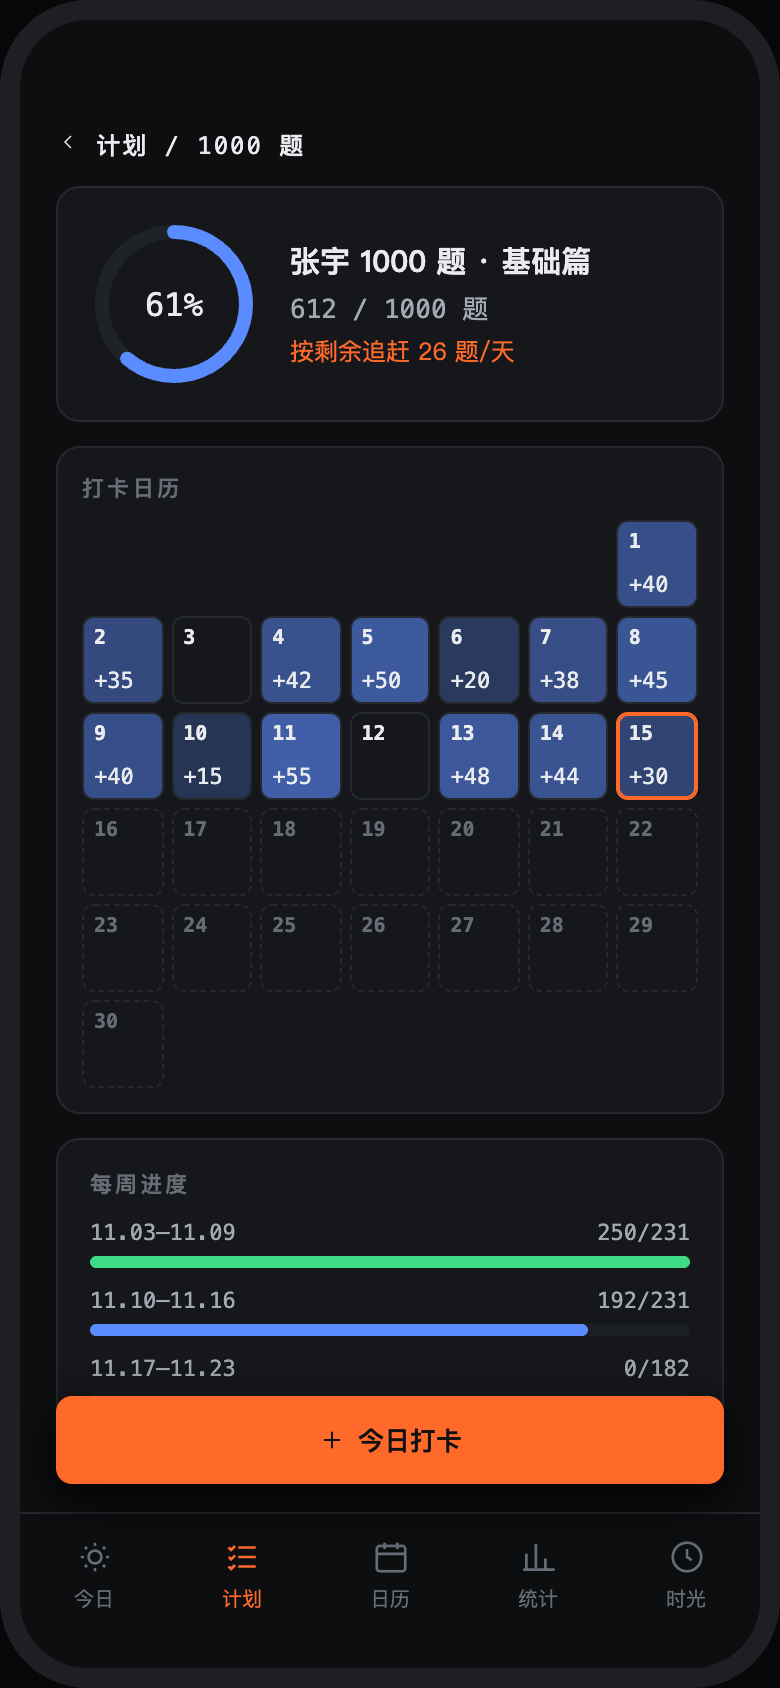 计划 / 1000 题
61%
张宇 1000 题 · 基础篇
612 / 1000 题
按剩余追赶 26 题/天
打卡日历
1
+40
2 3 4 5 6 7 8
+35 +42 +50 +20 +38 +45
9 10 11 12 13 14 15
+40 +15 +55 +48 +44 +30
16 17 18 19 20 21 22
23 24 25 26 27 28 29
30
每周进度
11.03—11.09 250/231
11.10—11.16 192/231
11.17—11.23 0/182
+ 今日打卡
今日 计划 日历 统计 时光